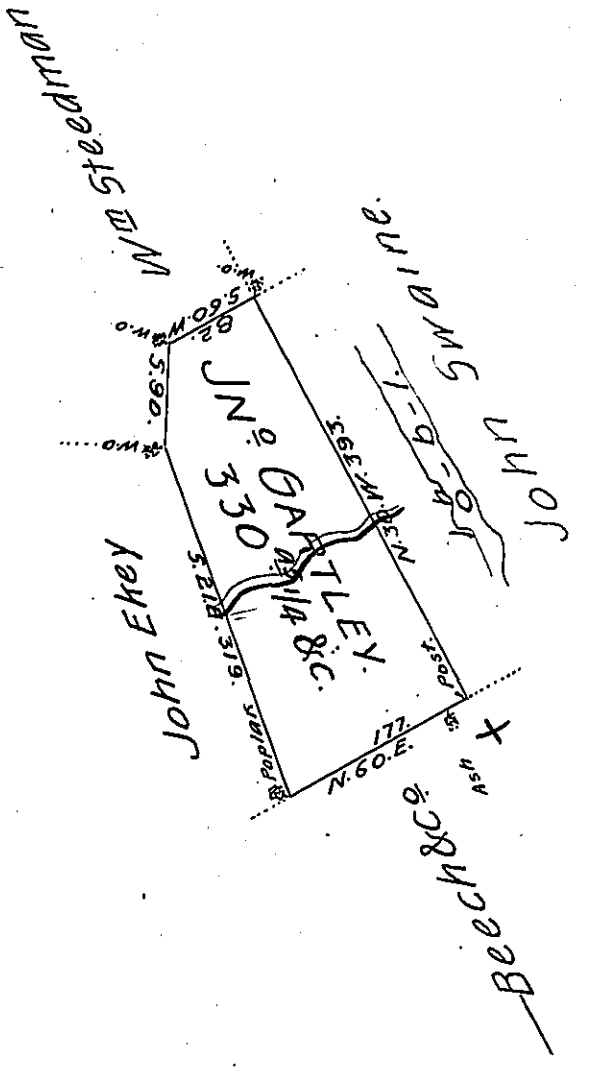 Wm Steedman
John Swaine.
John Ekey
Beech & Co
JNo GARTLEY.
330 a. 1/4 & C.
N.30.W. 393.
S.60.W.
82.
S.90.
S.21.E. 319.
177.
N.60.E.
W.O.
W.O.
W.O.
Poplar
Post.
Ash
X